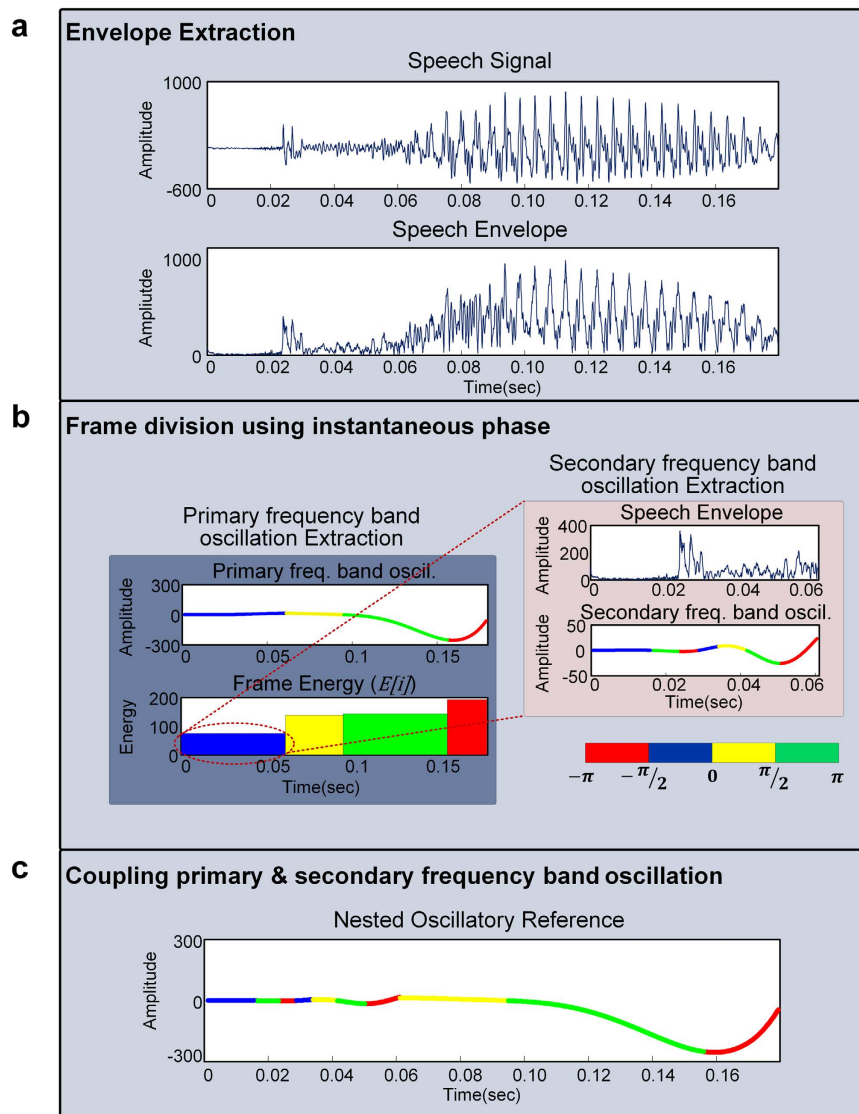 a
Envelope Extraction
Speech Signal
1000
Amplitude
-600
0 0.02 0.04 0.06 0.08 0.10 0.12 0.14 0.16
Speech Envelope
1000
Ampliutde
0
0 0.02 0.04 0.06 0.08 0.10 0.12 0.14 0.16
Time(sec)
b
Frame division using instantaneous phase
Primary frequency band
oscillation Extraction
Primary freq. band oscil.
300
Amplitude
0
-300
0 0.05 0.1 0.15
Frame Energy (E[i])
200
Energy
100
0
0 0.05 0.1 0.15
Time(sec)
Secondary frequency band
oscillation Extraction
Speech Envelope
400
Amplitude
200
0
0 0.02 0.04 0.06
Secondary freq. band oscil.
50
Amplitude
0
-50
0 0.02 0.04 0.06
Time(sec)
−π −π/2 0 π/2 π
c
Coupling primary & secondary frequency band oscillation
Nested Oscillatory Reference
300
Amplitude
0
-300
0 0.02 0.04 0.06 0.08 0.10 0.12 0.14 0.16
Time(sec)